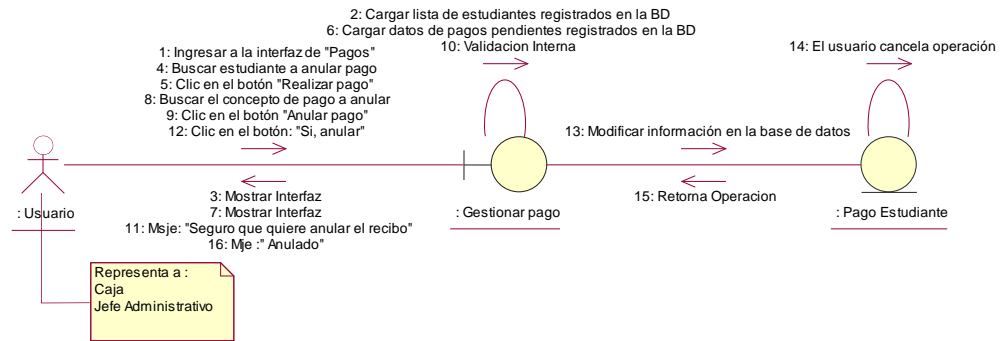 2: Cargar lista de estudiantes registrados en la BD
6: Cargar datos de pagos pendientes registrados en la BD
10: Validacion Interna
14: El usuario cancela operación
1: Ingresar a la interfaz de "Pagos"
4: Buscar estudiante a anular pago
5: Clic en el botón "Realizar pago"
8: Buscar el concepto de pago a anular
9: Clic en el botón "Anular pago"
12: Clic en el botón: "Si, anular"
13: Modificar información en la base de datos
3: Mostrar Interfaz
7: Mostrar Interfaz
11: Msje: "Seguro que quiere anular el recibo"
16: Mje :" Anulado"
15: Retorna Operacion
: Usuario
: Gestionar pago
: Pago Estudiante
Representa a :
Caja
Jefe Administrativo